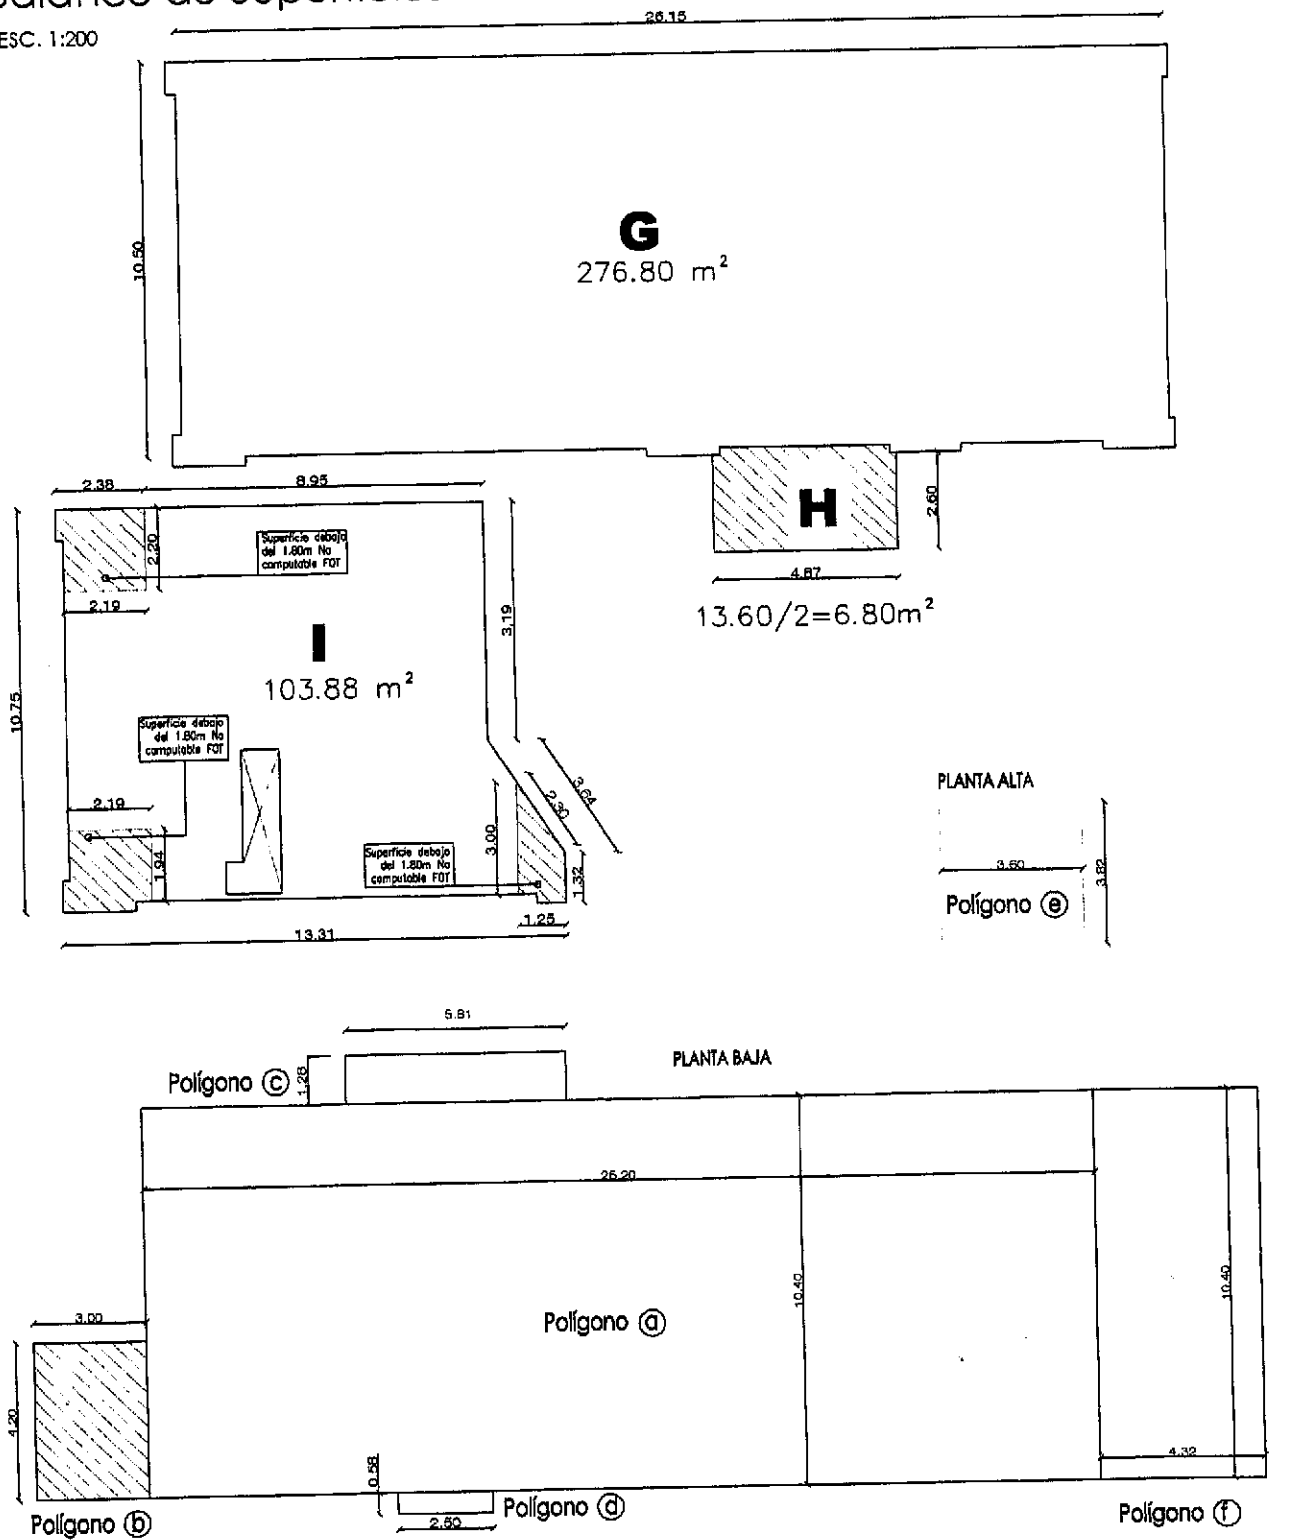 ESC. 1:200
26.15
10.50
G
276.80 m²
2.38
8.95
2.60
H
4.87
13.60/2=6.80m²
Superficie debajo
del 1.80m No
computable FOT
2.20
2.19
3.19
I
103.88 m²
10.75
Superficie debajo
del 1.80m No
computable FOT
2.19
1.94
3.64
2.30
3.00
Superficie debajo
del 1.80m No
computable FOT
1.32
1.25
13.31
PLANTA ALTA
3.60
3.82
Polígono ⓔ
5.81
PLANTA BAJA
Polígono ⓒ
1.28
26.20
10.40
10.40
Polígono ⓐ
3.00
4.20
4.32
0.58
Polígono ⓓ
2.50
Polígono ⓑ
Polígono ⓕ